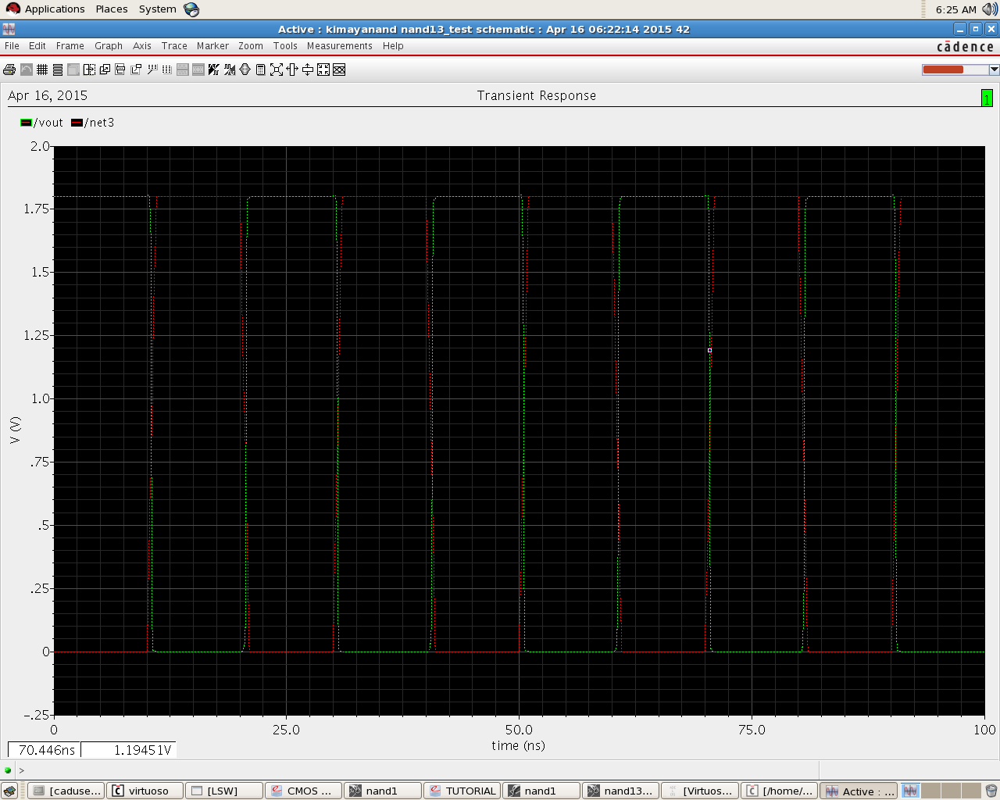 Applications Places System 6:25 AM
Active : kimayanand nand13_test schematic : Apr 16 06:22:14 2015 42
File Edit Frame Graph Axis Trace Marker Zoom Tools Measurements Help cādence
Apr 16, 2015 Transient Response 1
/vout /net3
2.0
1.75
1.5
1.25
1.0
V (V)
.75
.5
.25
0
-.25
0 25.0 50.0 75.0 100
time (ns)
70.446ns 1.19451V
>
[caduse... virtuoso [LSW] CMOS ... nand1 TUTORIAL nand1 nand13... [Virtuos... [/home/... Active : ...